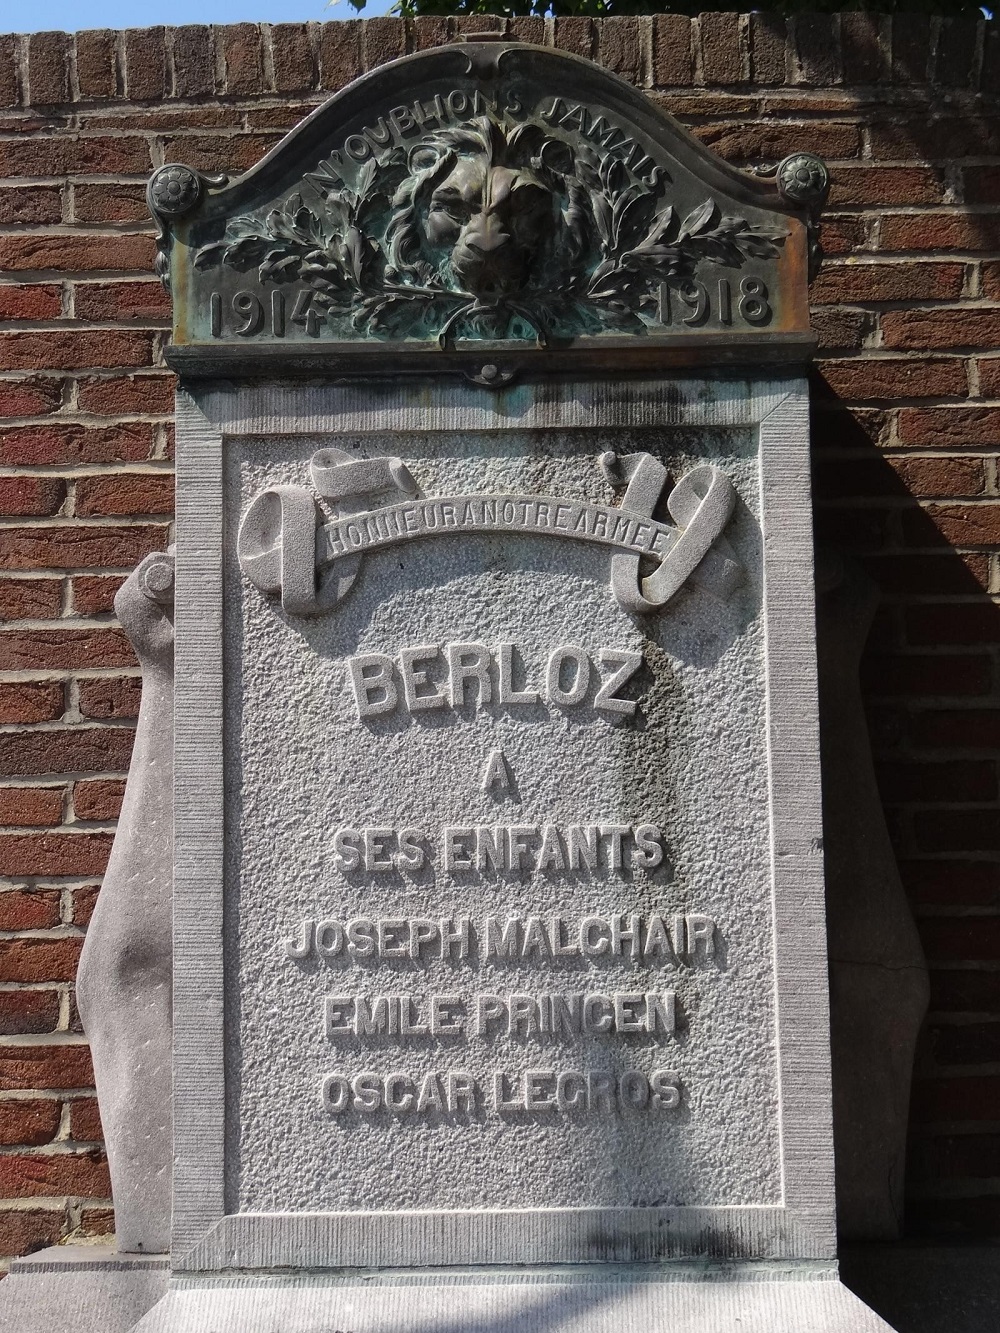 N'OUBLIONS JAMAIS
1914 1918
HONNEUR A NOTRE ARMEE
BERLOZ
A
SES ENFANTS
JOSEPH MALCHAIR
EMILE PRINCEN
OSCAR LEGROS